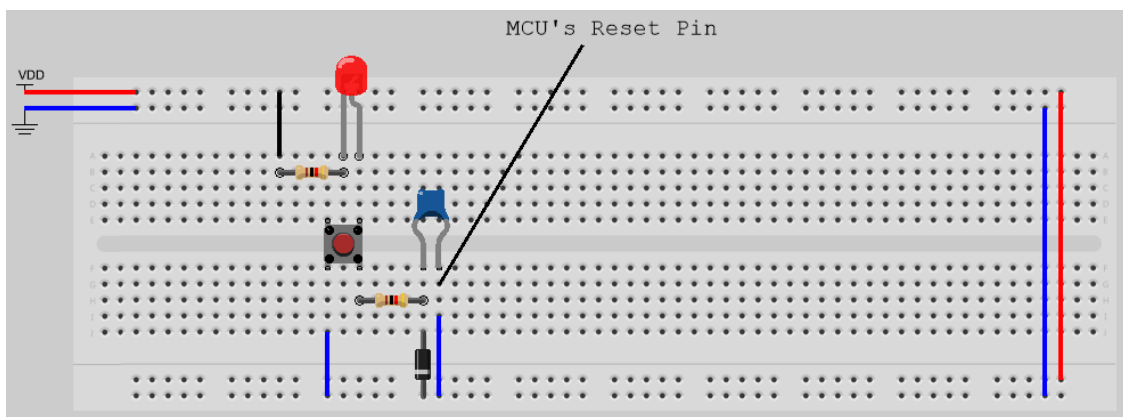 MCU's Reset Pin
VDD
A A
B B
C C
D D
E E
F F
G G
H H
I I
J J